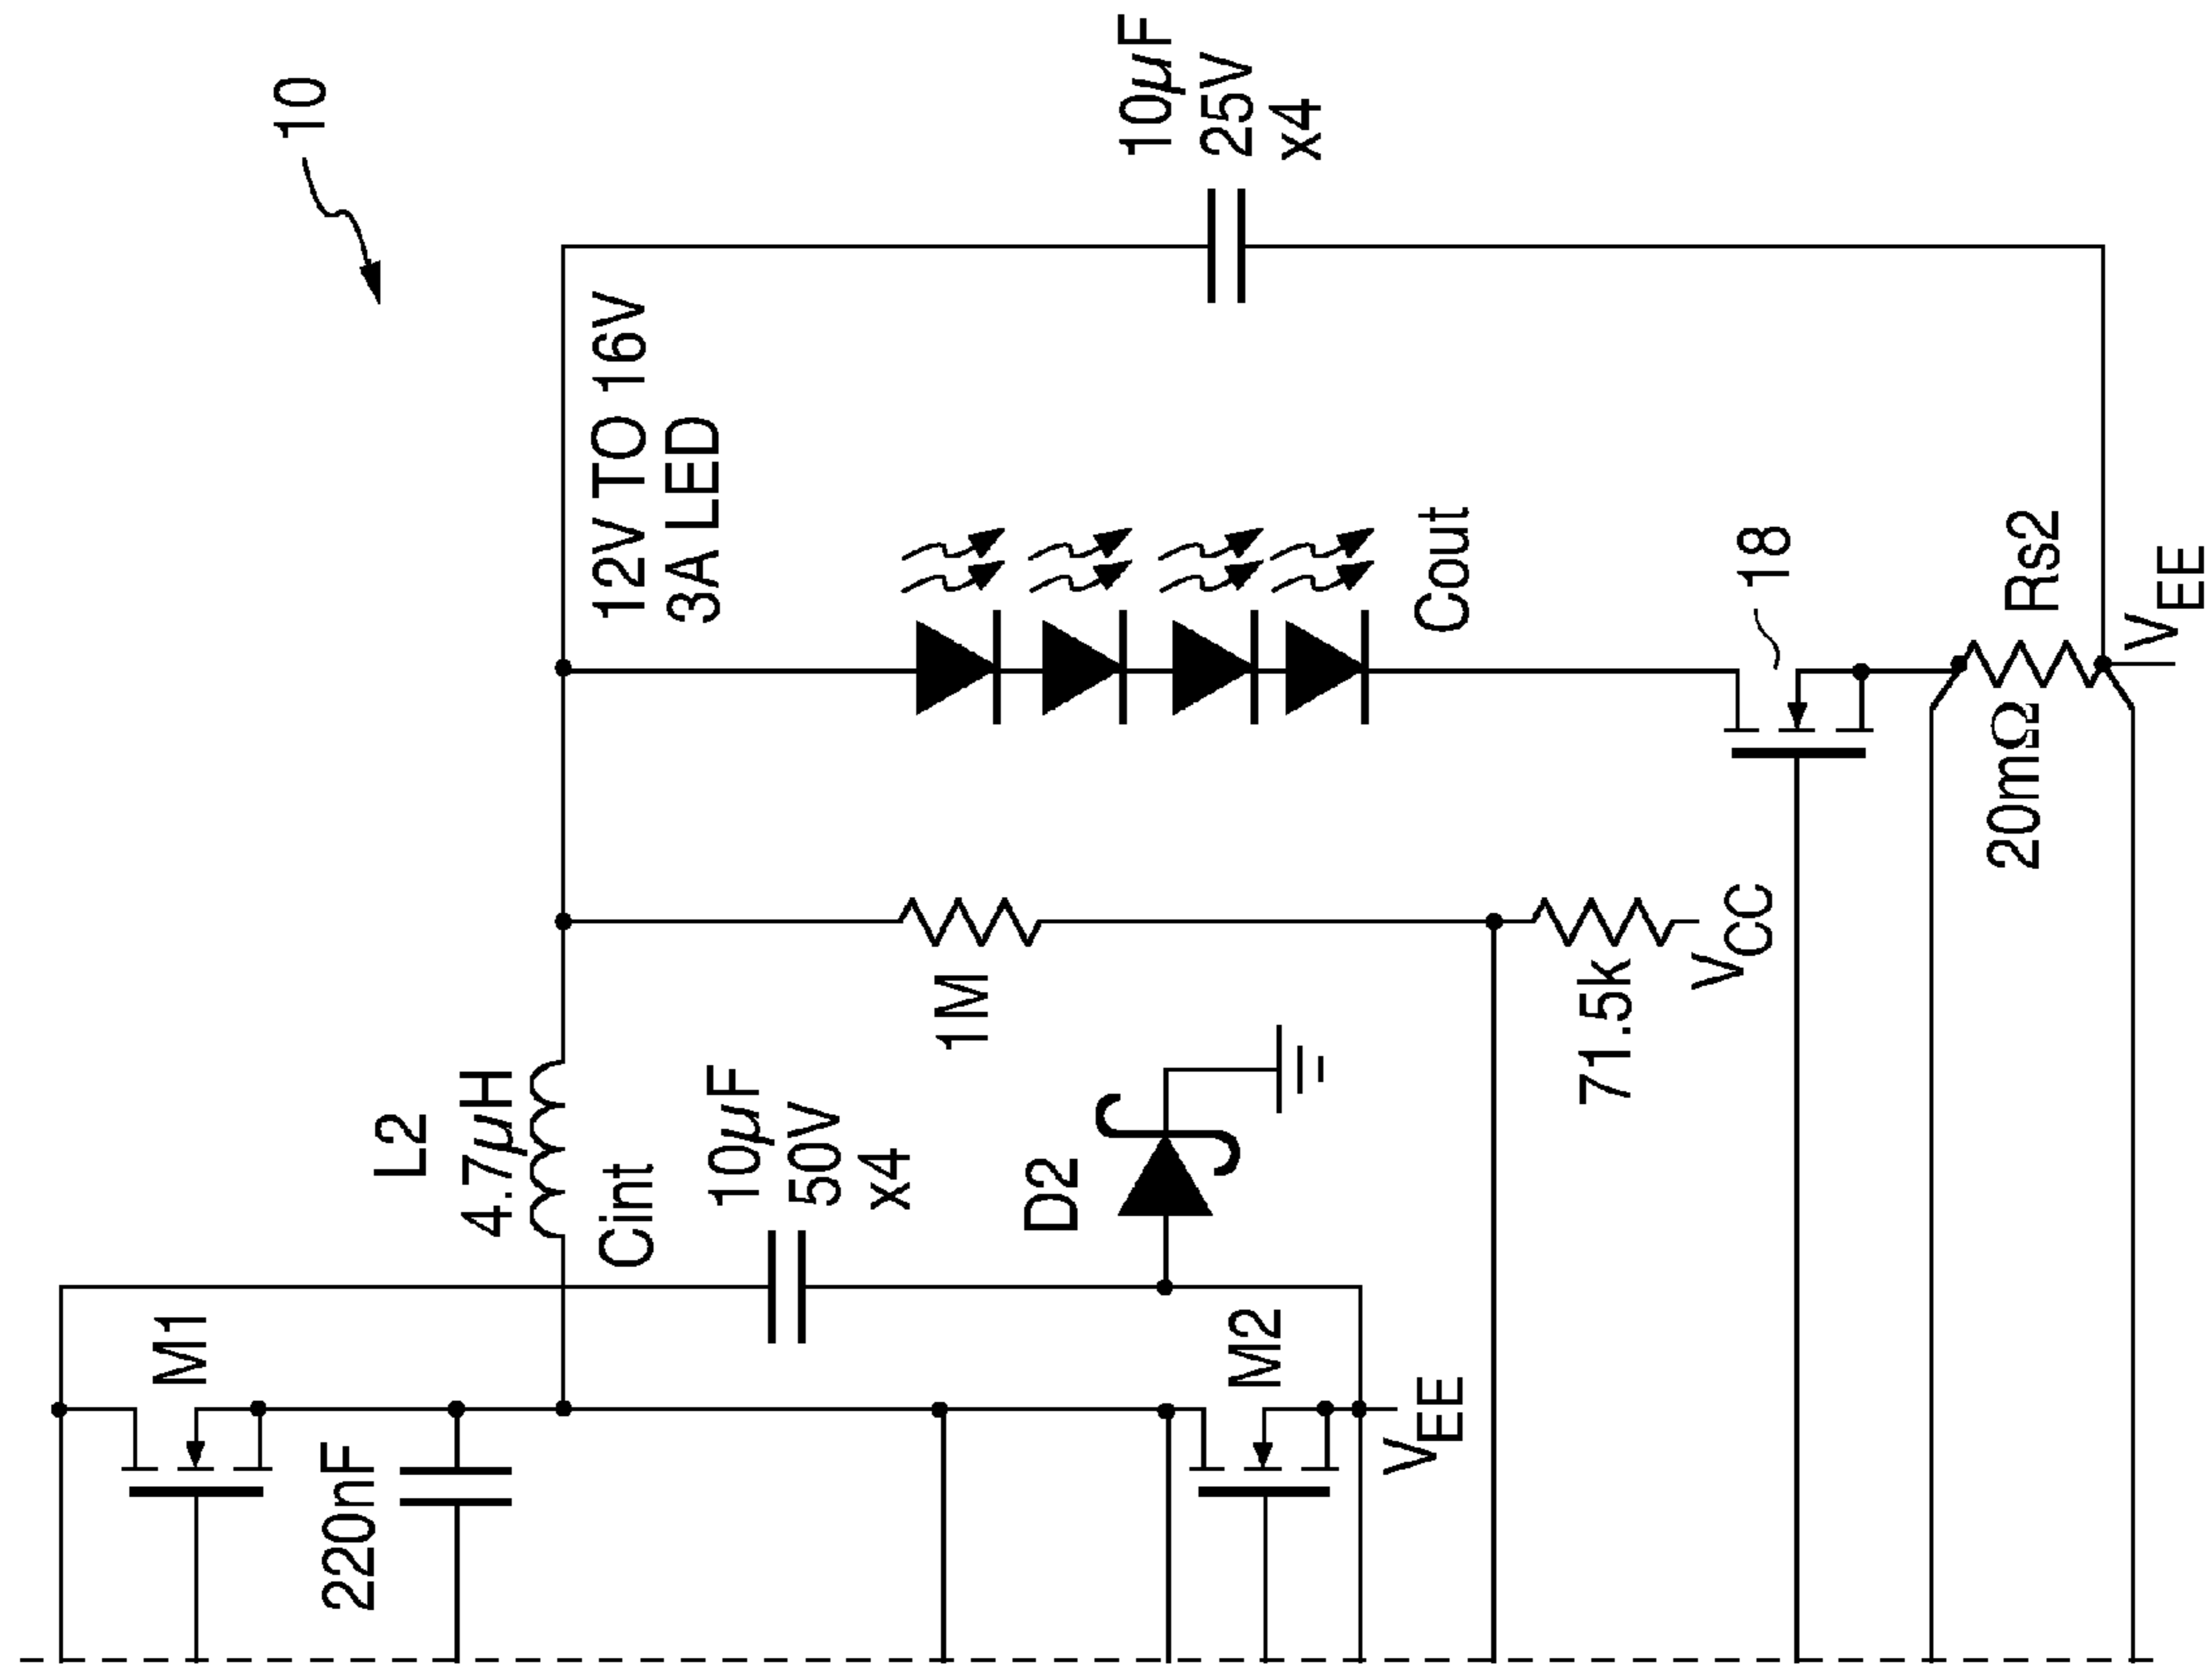 10
10µF
25V
x4
12V TO 16V
3A LED
Cout
18
Rs2
20mΩ
VEE
L2
4.7µH
Cint
10µF
50V
x4
1M
D2
71.5k
VCC
M1
220nF
M2
VEE